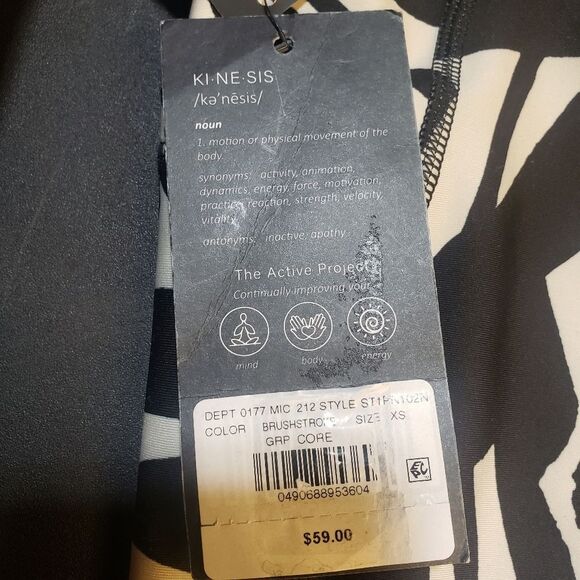 KI·NE·SIS
/kə'nēsis/
noun
1. motion or physical movement of the
body.
synonyms: activity, animation,
dynamics, energy, force, motivation,
practice, reaction, strength, velocity,
vitality
antonyms: inactive, apathy
The Active Project
Continually improving your
mind body energy
DEPT 0177 MIC 212 STYLE ST1PN102N
COLOR BRUSHSTROKE SIZE XS
GRP CORE
0490688953604
$59.00